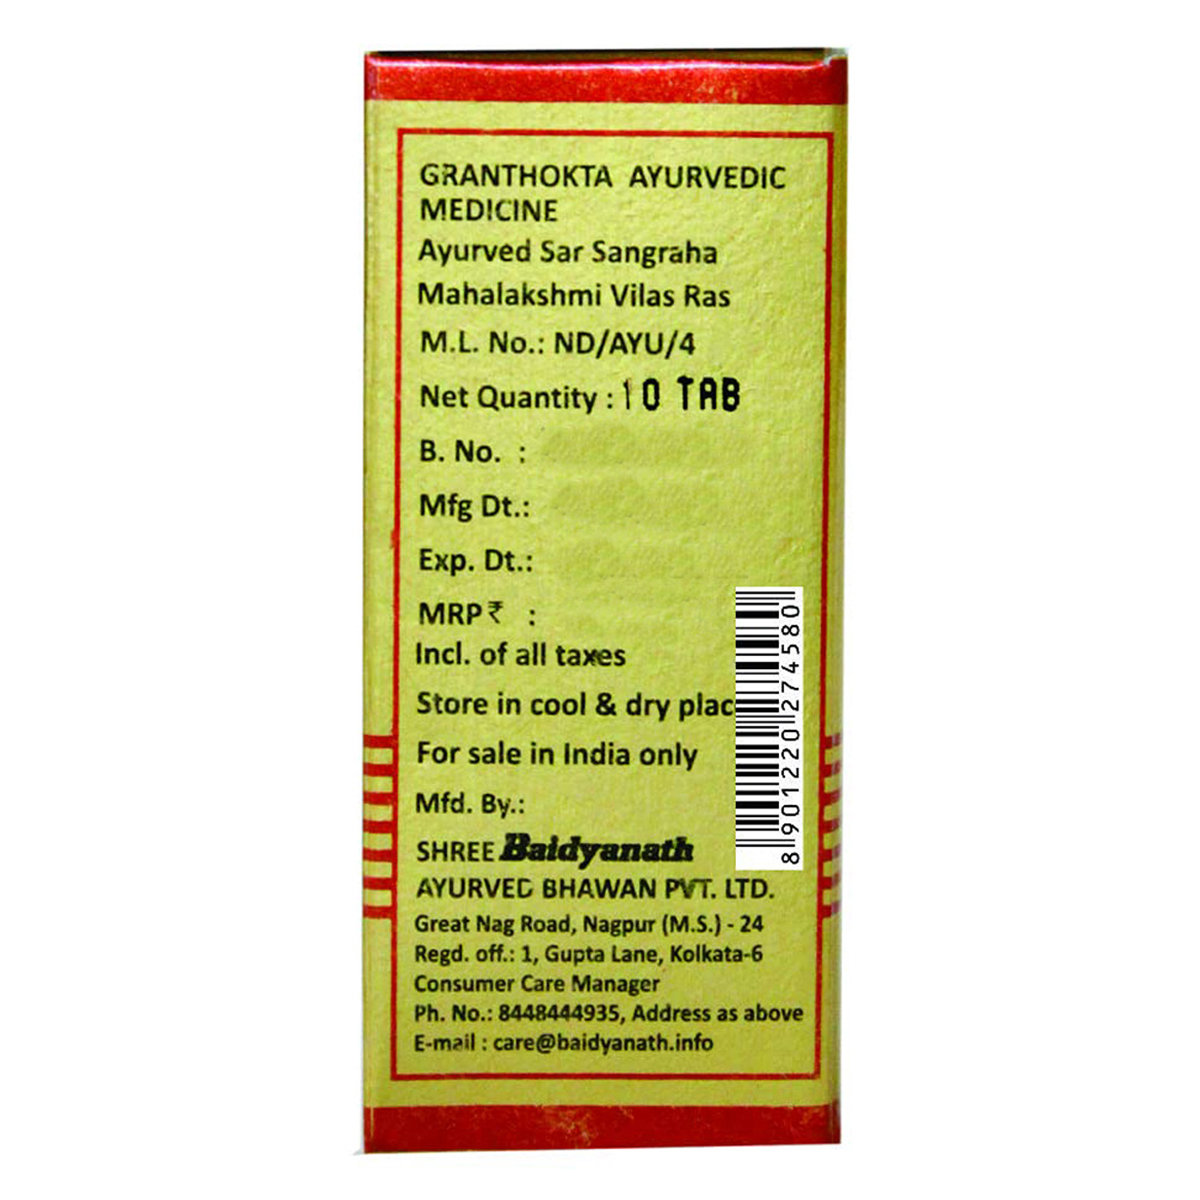 GRANTHOKTA AYURVEDIC
MEDICINE
Ayurved Sar Sangraha
Mahalakshmi Vilas Ras
M.L. No.: ND/AYU/4
Net Quantity : 10 TAB
B. No. :
Mfg Dt.:
Exp. Dt.:
MRP ₹ :
Incl. of all taxes
Store in cool & dry plac
For sale in India only
Mfd. By.:
SHREE Baidyanath
AYURVED BHAWAN PVT. LTD.
Great Nag Road, Nagpur (M.S.) - 24
Regd. off.: 1, Gupta Lane, Kolkata-6
Consumer Care Manager
Ph. No.: 8448444935, Address as above
E-mail : care@baidyanath.info
8901220274580